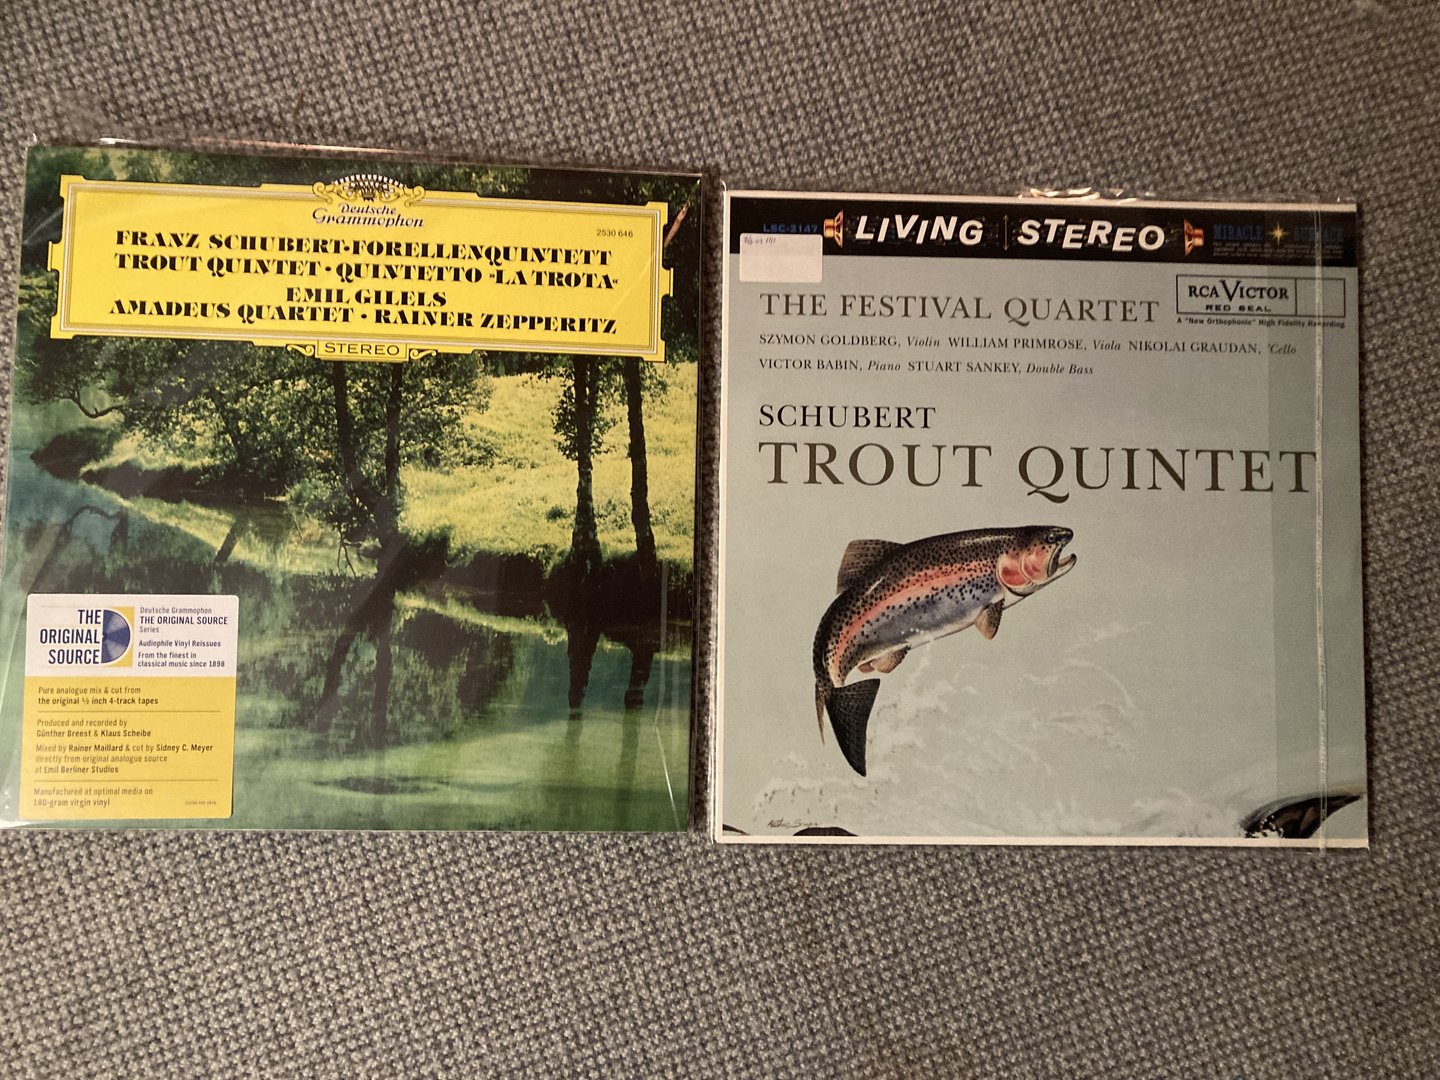 Deutsche
Grammophon
2530 646
FRANZ SCHUBERT·FORELLENQUINTETT
TROUT QUINTET · QUINTETTO »LA TROTA«
EMIL GILELS
AMADEUS QUARTET · RAINER ZEPPERITZ
STEREO
THE
ORIGINAL
SOURCE
Deutsche Grammophon
THE ORIGINAL SOURCE
Series
Audiophile Vinyl Reissues
From the finest in
classical music since 1898
Pure analogue mix & cut from
the original ½ inch 4-track tapes
Produced and recorded by
Günther Breest & Klaus Scheibe
Mixed by Rainer Maillard & cut by Sidney C. Meyer
directly from original analogue source
at Emil Berliner Studios
Manufactured at optimal media on
180-gram virgin vinyl
LSC-2147
LIVING STEREO
MIRACLE SURFACE
RCA VICTOR
RED SEAL
A "New Orthophonic" High Fidelity Recording
THE FESTIVAL QUARTET
SZYMON GOLDBERG, Violin WILLIAM PRIMROSE, Viola NIKOLAI GRAUDAN, 'Cello
VICTOR BABIN, Piano STUART SANKEY, Double Bass
SCHUBERT
TROUT QUINTET